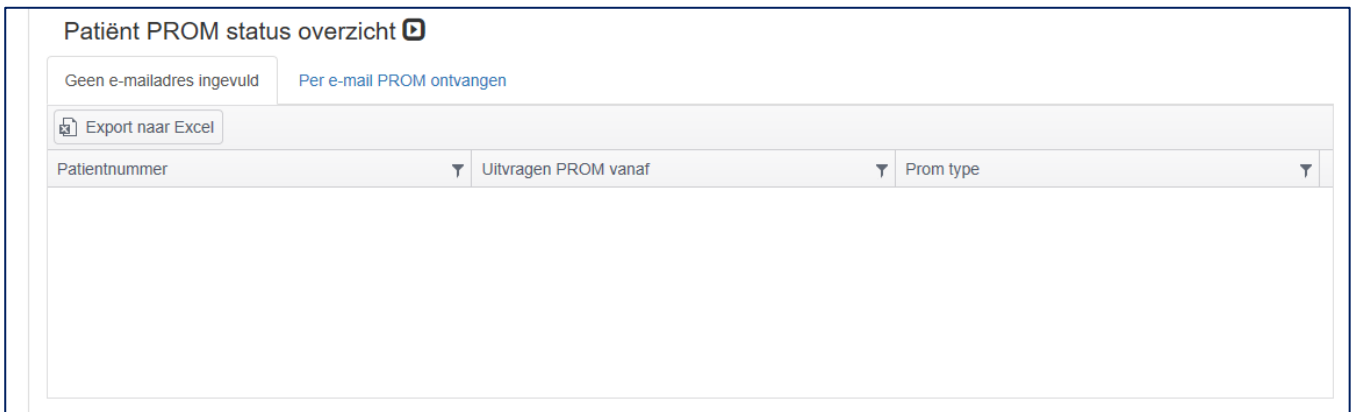 Patiënt PROM status overzicht
Geen e-mailadres ingevuld Per e-mail PROM ontvangen
Export naar Excel
Patientnummer Uitvragen PROM vanaf Prom type